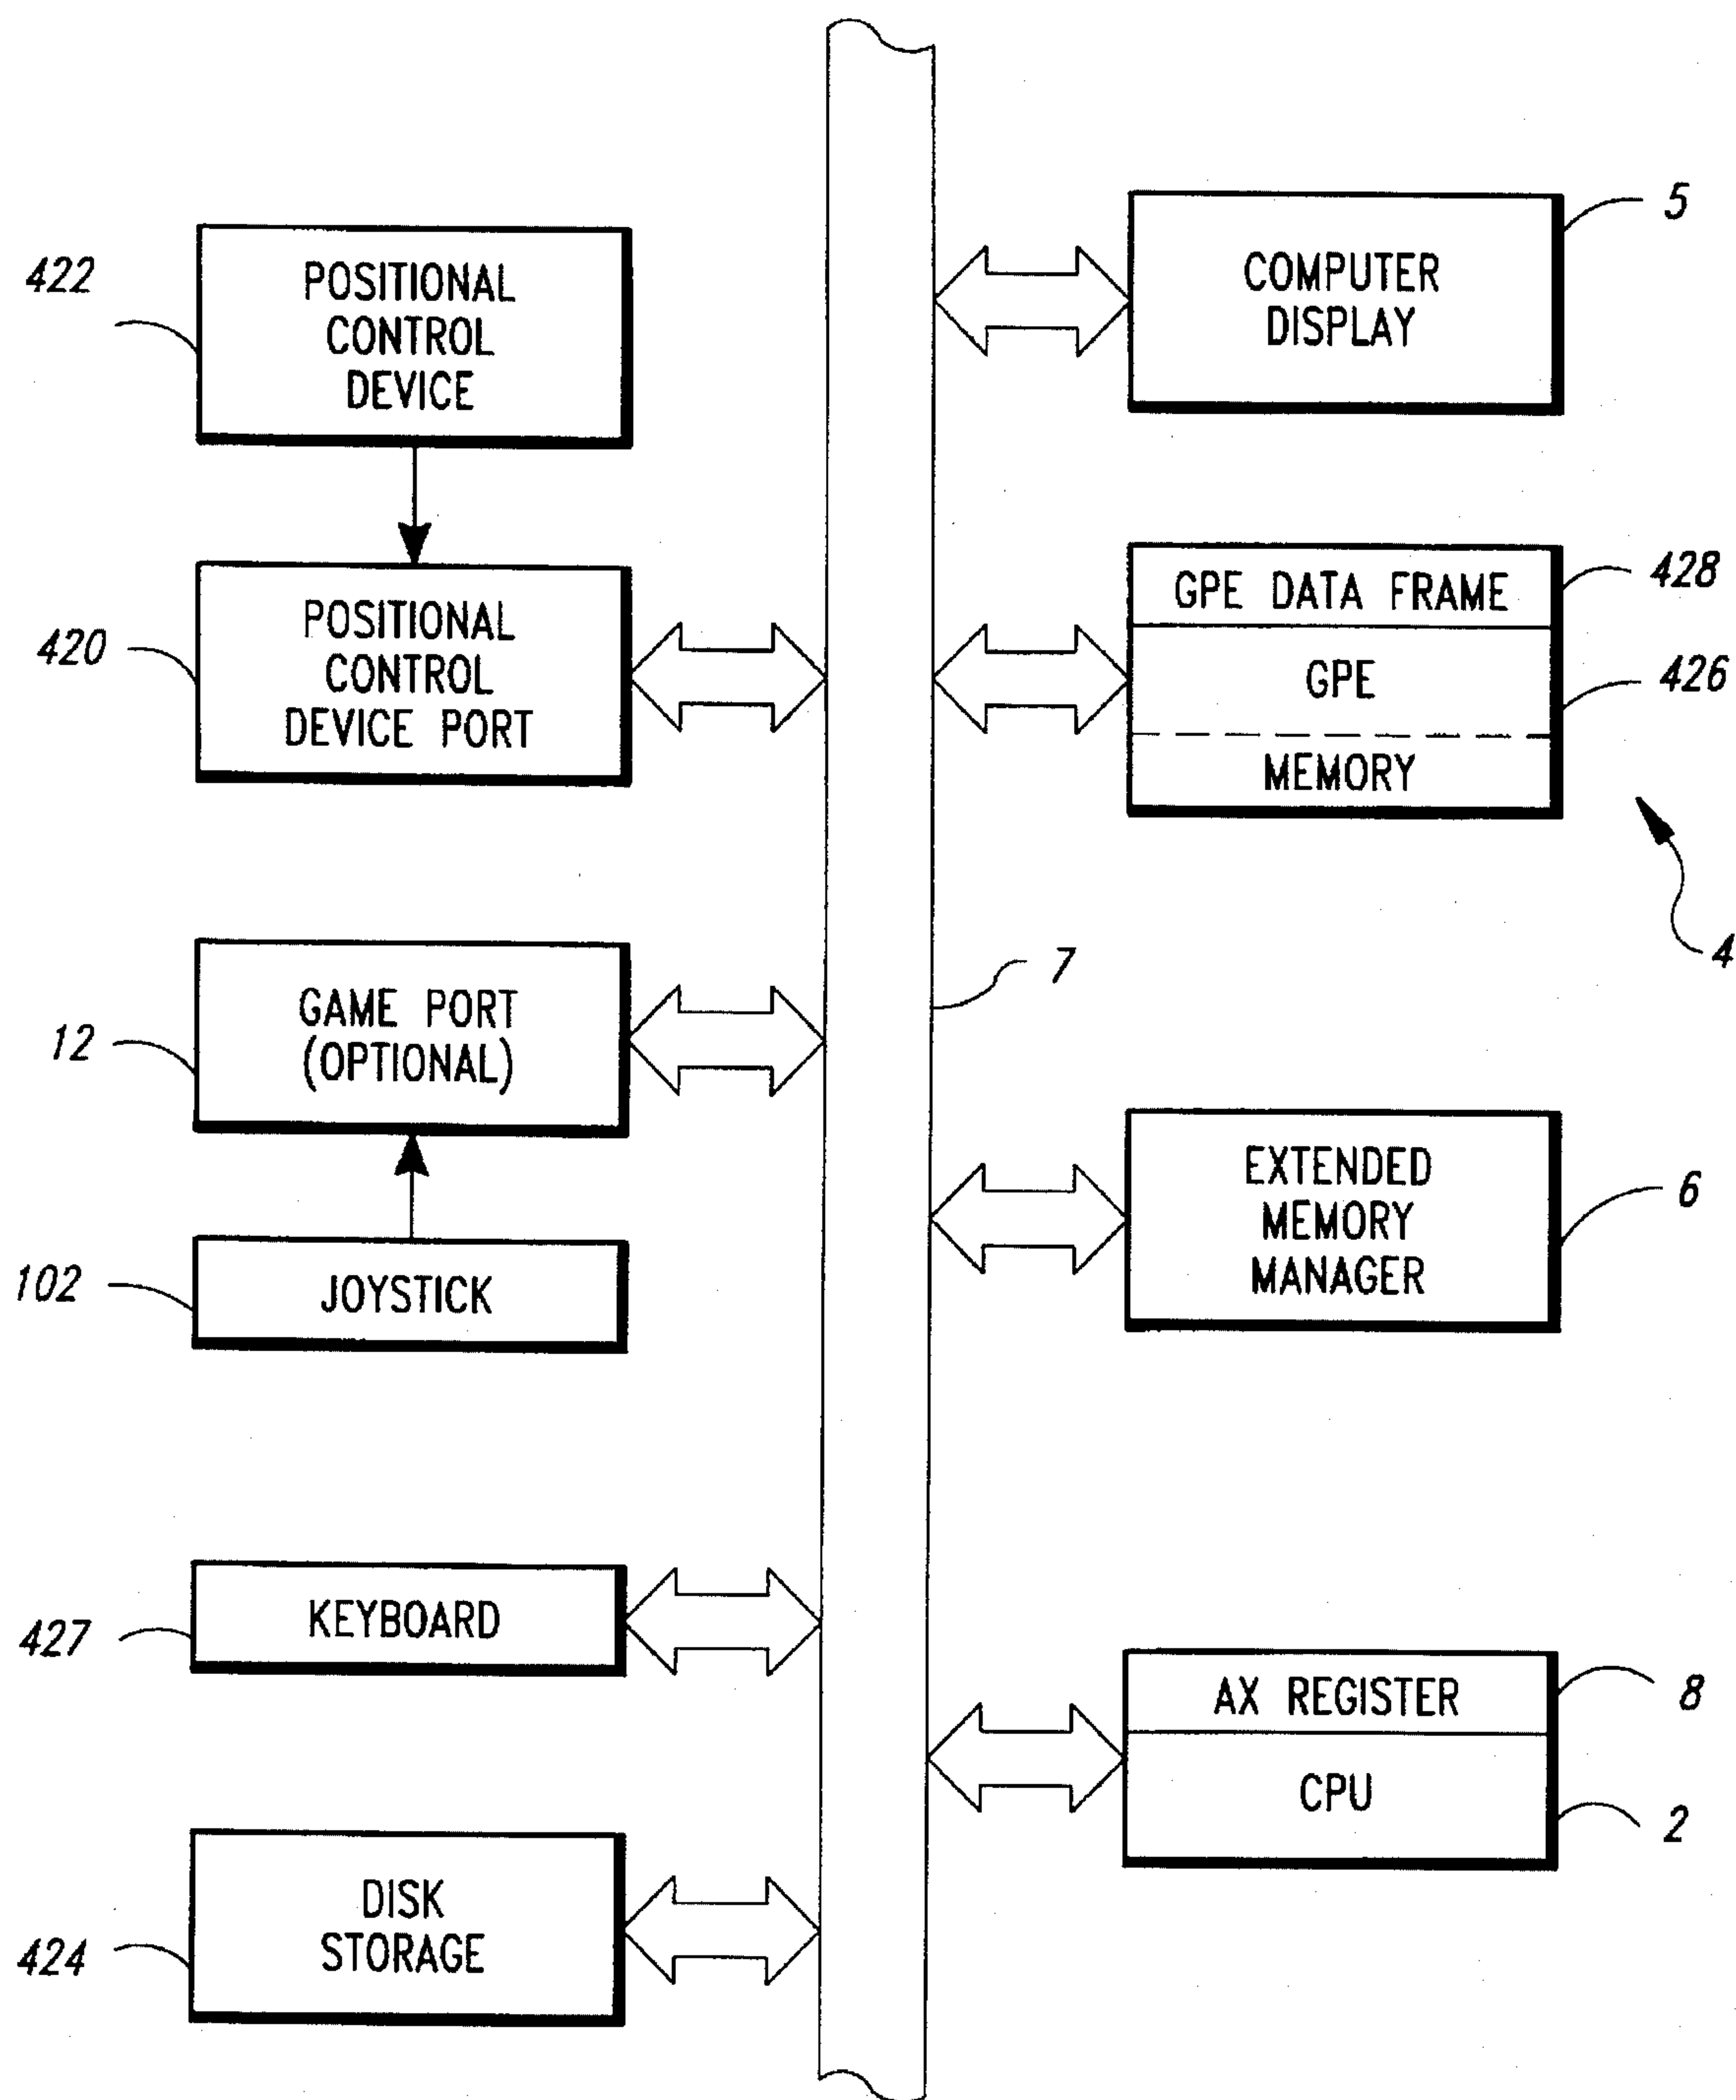 422
POSITIONAL
CONTROL
DEVICE
420
POSITIONAL
CONTROL
DEVICE PORT
12
GAME PORT
(OPTIONAL)
102
JOYSTICK
427
KEYBOARD
424
DISK
STORAGE
7
COMPUTER
DISPLAY
5
GPE DATA FRAME
428
GPE
426
MEMORY
4
EXTENDED
MEMORY
MANAGER
6
AX REGISTER
8
CPU
2